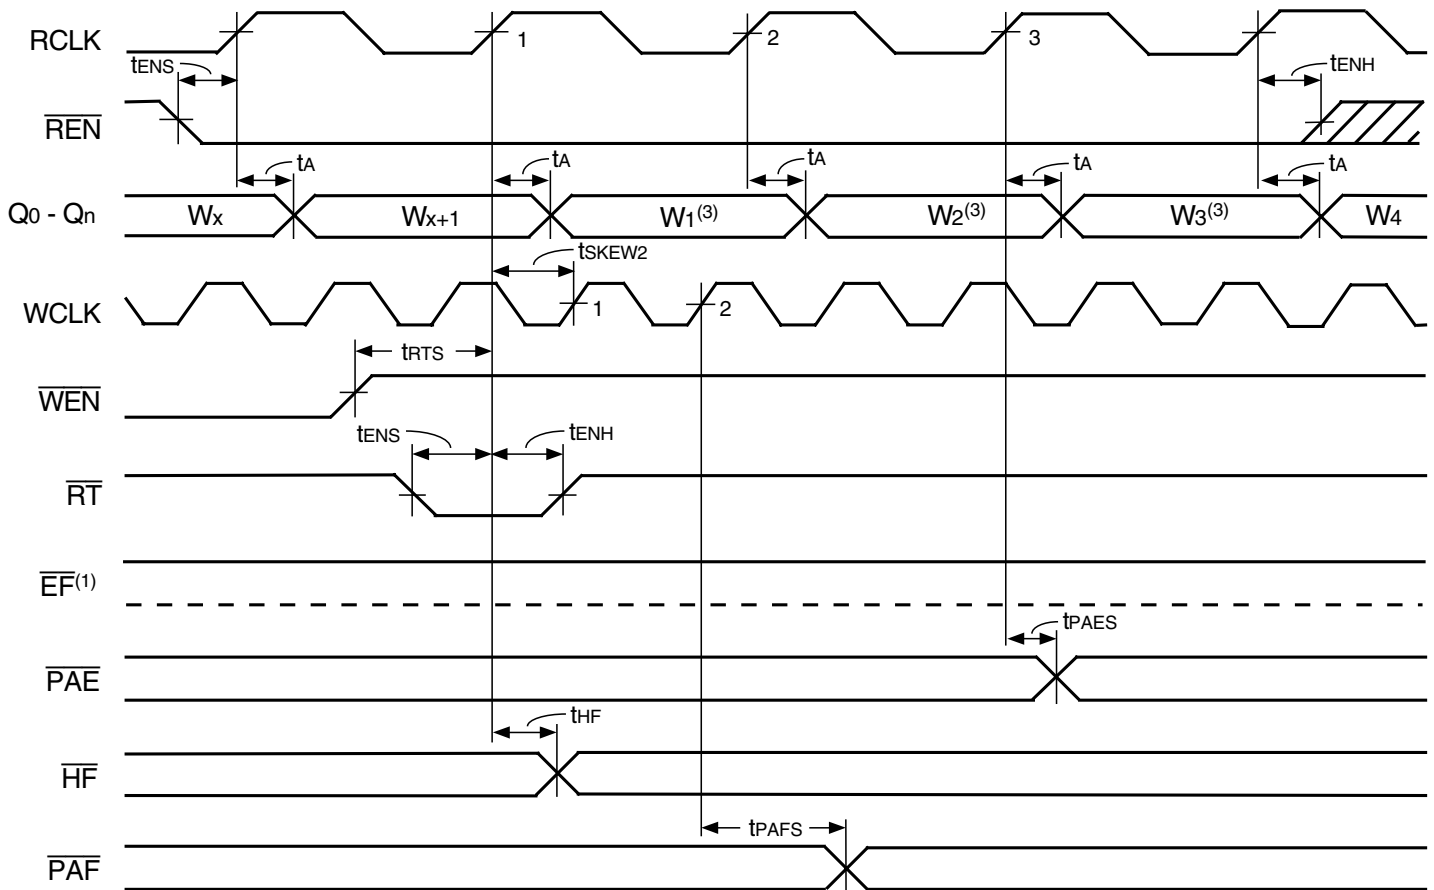 RCLK 1 2 3
tENS tENH
REN
tA tA tA tA tA
Q0 - Qn Wx Wx+1 W1(3) W2(3) W3(3) W4
tSKEW2
WCLK 1 2
tRTS
WEN
tENS tENH
RT
EF(1)
tPAES
PAE
tHF
HF
tPAFS
PAF